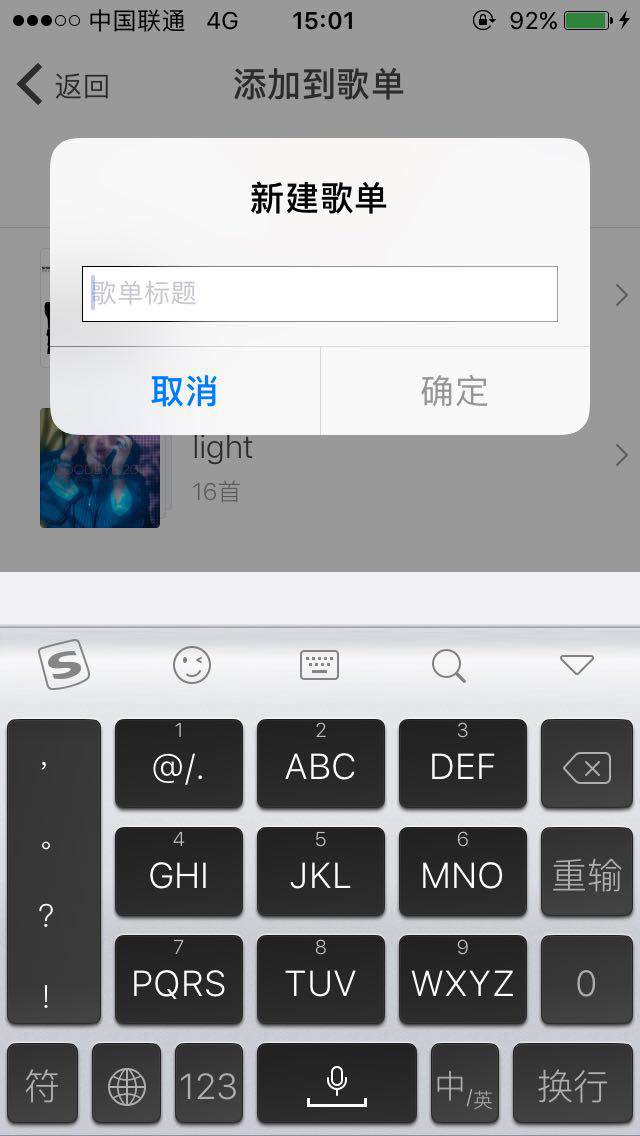 中国联通 4G 15:01 92%
返回 添加到歌单
新建歌单
歌单标题
取消 确定
light
16首
GOODBYE 20
S
1 2 3
, @/. ABC DEF
4 5 6
。 GHI JKL MNO 重输
?
7 8 9
! PQRS TUV WXYZ 0
符 123 中/英 换行